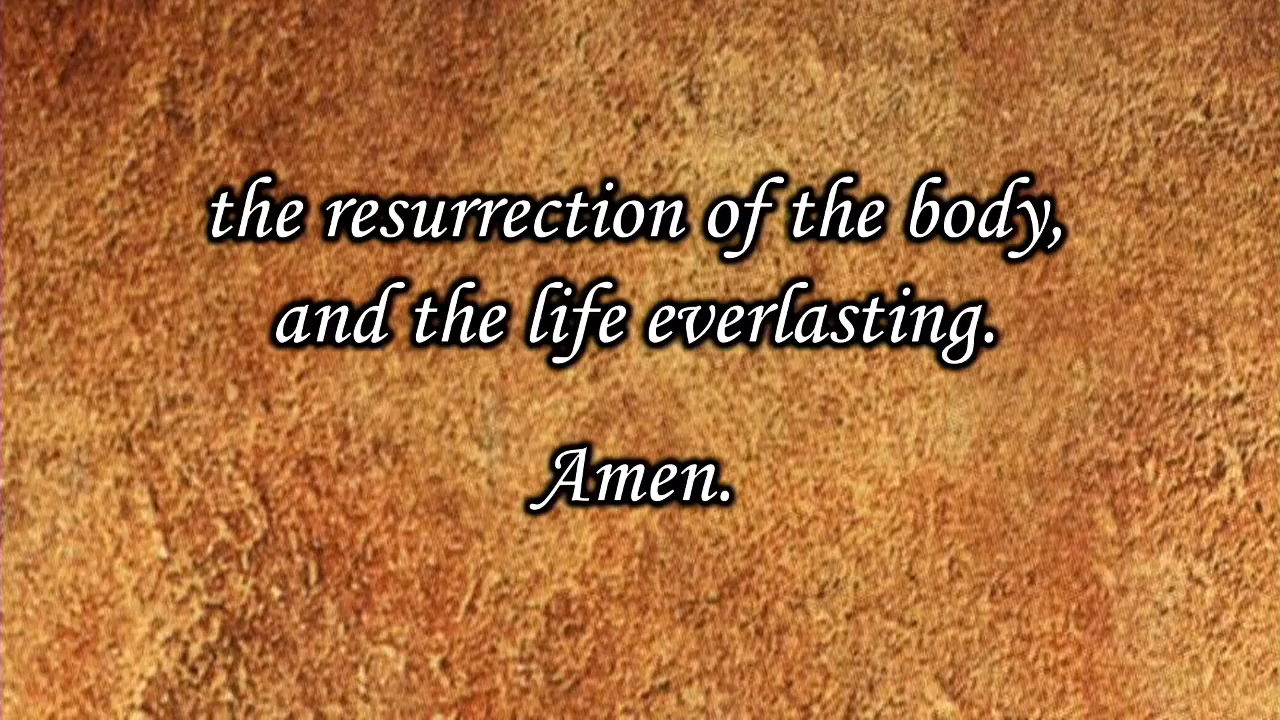 the resurrection of the body,
and the life everlasting.
Amen.